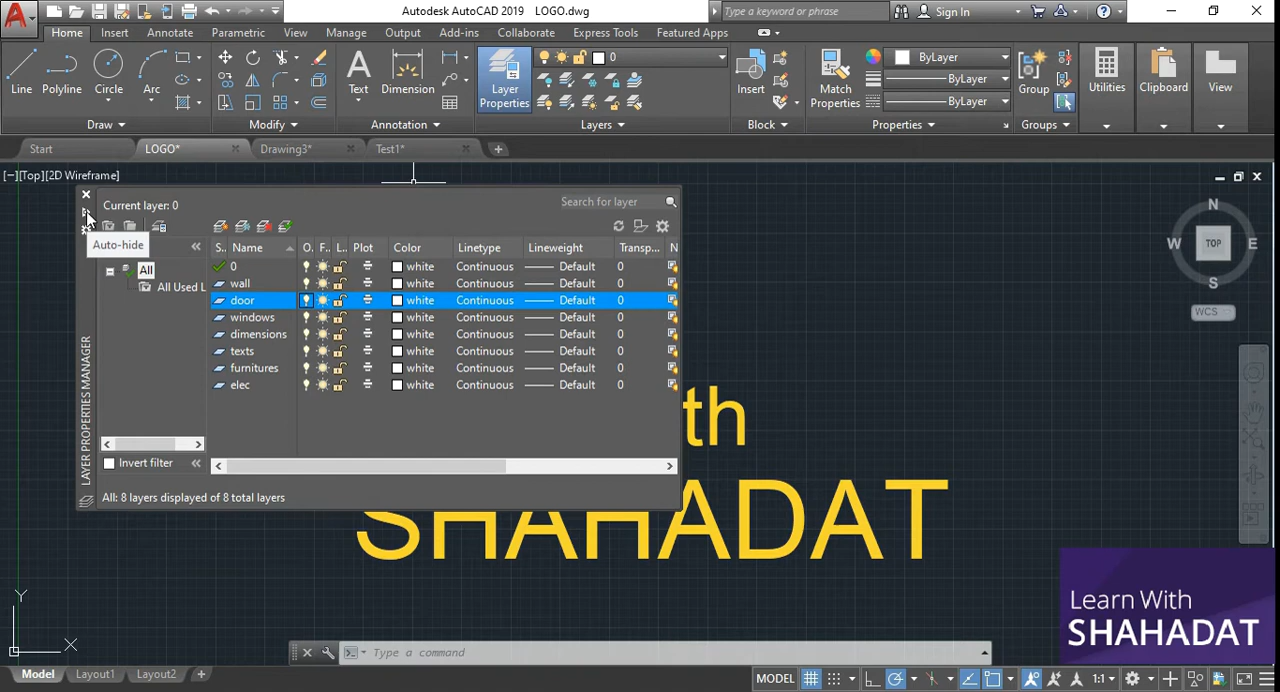 Autodesk AutoCAD 2019 LOGO.dwg
Type a keyword or phrase
Sign In
Home Insert Annotate Parametric View Manage Output Add-ins Collaborate Express Tools Featured Apps
0
ByLayer
ByLayer
ByLayer
Line Polyline Circle Arc
Text Dimension
Layer
Properties
Insert
Match
Properties
Group
Utilities
Clipboard
View
Draw Modify Annotation Layers Block Properties Groups
Start LOGO* Drawing3* Test1*
[−][Top][2D Wireframe]
Current layer: 0
Search for layer
Auto-hide
All
All Used L
Invert filter
S.. Name O. F.. L.. Plot Color Linetype Lineweight Transp... N
0 white Continuous Default 0
wall white Continuous Default 0
door white Continuous Default 0
windows white Continuous Default 0
dimensions white Continuous Default 0
texts white Continuous Default 0
furnitures white Continuous Default 0
elec white Continuous Default 0
All: 8 layers displayed of 8 total layers
LAYER PROPERTIES MANAGER
N
W TOP E
S
WCS
th
SHAHADAT
Learn With
SHAHADAT
Y
X
Type a command
Model Layout1 Layout2
MODEL
1:1